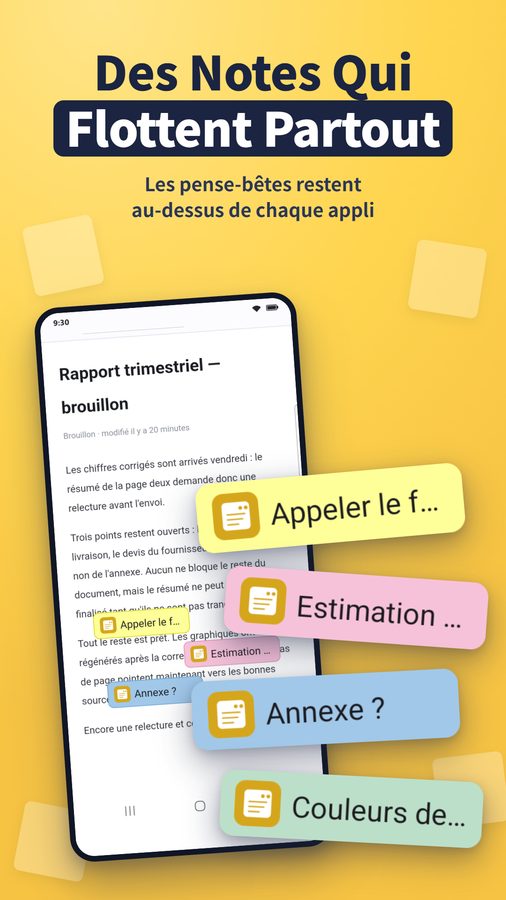 Des Notes Qui
Flottent Partout
Les pense-bêtes restent
au-dessus de chaque appli
9:30
Rapport trimestriel —
brouillon
Brouillon · modifié il y a 20 minutes
Les chiffres corrigés sont arrivés vendredi : le
résumé de la page deux demande donc une
relecture avant l'envoi.
Trois points restent ouverts :
livraison, le devis du fournisseu
non de l'annexe. Aucun ne bloque le reste du
document, mais le résumé ne peut
finalisé tant qu'ils ne sont pas tran
Tout le reste est prêt. Les graphiques ont
régénérés après la corre
de page pointent maintenant vers les bonnes
source
Encore une relecture et c
Appeler le f...
Estimation ...
Annexe ?
Appeler le f...
Estimation ...
Annexe ?
Couleurs de...